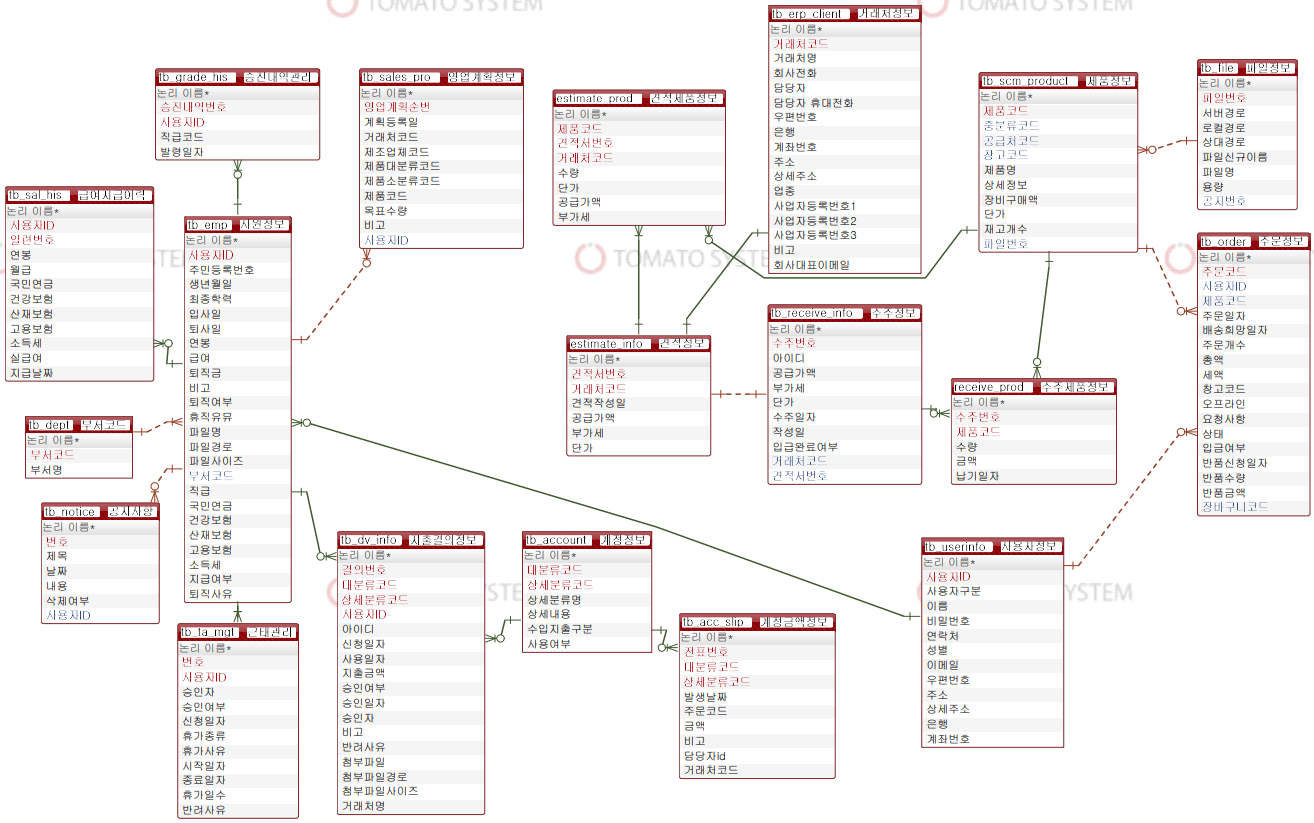 TOMATO SYSTEM
TOMATO SYSTEM
tb_grade_his 승진내역관리
논리 이름*
승진내역번호
사용자ID
직급코드
발령일자
tb_sales_pro 영업계획정보
논리 이름*
영업계획순번
계획등록일
거래처코드
제조업체코드
제품대분류코드
제품소분류코드
제품코드
목표수량
비고
사용자ID
estimate_prod 견적제품정보
논리 이름*
제품코드
견적서번호
거래처코드
수량
단가
공급가액
부가세
tb_erp_client 거래처정보
논리 이름*
거래처코드
거래처명
회사전화
담당자
담당자 휴대전화
우편번호
은행
계좌번호
주소
상세주소
업종
사업자등록번호1
사업자등록번호2
사업자등록번호3
비고
회사대표이메일
tb_scm_product 제품정보
논리 이름*
제품코드
중분류코드
공급처코드
창고코드
제품명
상세정보
장비구매액
단가
재고개수
파일번호
tb_file 파일정보
논리 이름*
파일번호
서버경로
로컬경로
상대경로
파일신규이름
파일명
용량
공지번호
tb_sal_his 급여지급이력
논리 이름*
사용자ID
일련번호
연봉
월급
국민연금
건강보험
산재보험
고용보험
소득세
실급여
지급날짜
tb_emp 사원정보
논리 이름*
사용자ID
주민등록번호
생년월일
최종학력
입사일
퇴사일
연봉
급여
퇴직금
비고
퇴직여부
휴직유뮤
파일명
파일경로
파일사이즈
부서코드
직급
국민연금
건강보험
산재보험
고용보험
소득세
지급여부
퇴직사유
TOMATO SYSTEM
tb_order 주문정보
논리 이름*
주문코드
사용자ID
제품코드
주문일자
배송희망일자
주문개수
총액
세액
창고코드
오프라인
요청사항
상태
입금여부
반품신청일자
반품수량
반품금액
장비구니코드
estimate_info 견적정보
논리 이름*
견적서번호
거래처코드
견적작성일
공급가액
부가세
단가
tb_receive_info 수주정보
논리 이름*
수주번호
아이디
공급가액
부가세
단가
수주일자
작성일
입급완료여부
거래처코드
견적서번호
receive_prod 수주제품정보
논리 이름*
수주번호
제품코드
수량
금액
납기일자
tb_dept 부서코드
논리 이름*
부서코드
부서명
tb_notice 공지사항
논리 이름*
번호
제목
날짜
내용
삭제여부
사용자ID
tb_dv_info 지출결의정보
논리 이름*
결의번호
대분류코드
상세분류코드
사용자ID
아이디
신청일자
사용일자
지출금액
승인여부
승인일자
승인자
비고
반려사유
첨부파일
첨부파일경로
첨부파일사이즈
거래처명
tb_account 계정정보
논리 이름*
대분류코드
상세분류코드
상세분류명
상세내용
수입지출구분
사용여부
tb_userinfo 사용자정보
논리 이름*
사용자ID
사용자구분
이름
비밀번호
연락처
성별
이메일
우편번호
주소
상세주소
은행
계좌번호
tb_acc_slip 계정금액정보
논리 이름*
전표번호
대분류코드
상세분류코드
발생날짜
주문코드
금액
비고
담당자id
거래처코드
tb_ta_mgt 근태관리
논리 이름*
번호
사용자ID
승인자
승인여부
신청일자
휴가종류
휴가사유
시작일자
종료일자
휴가일수
반려사유